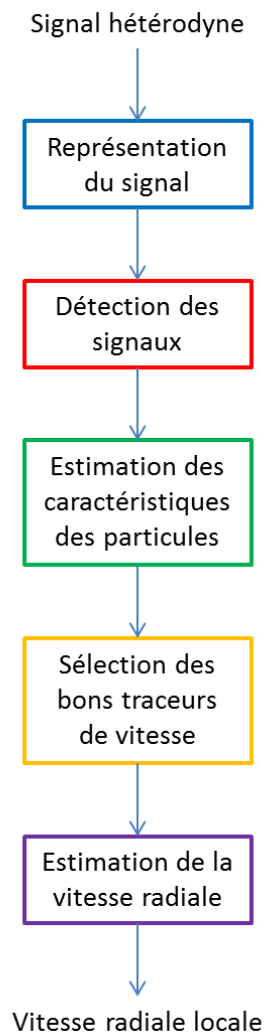 Signal hétérodyne
Représentation
du signal
Détection des
signaux
Estimation des
caractéristiques
des particules
Sélection des
bons traceurs
de vitesse
Estimation de la
vitesse radiale
Vitesse radiale locale